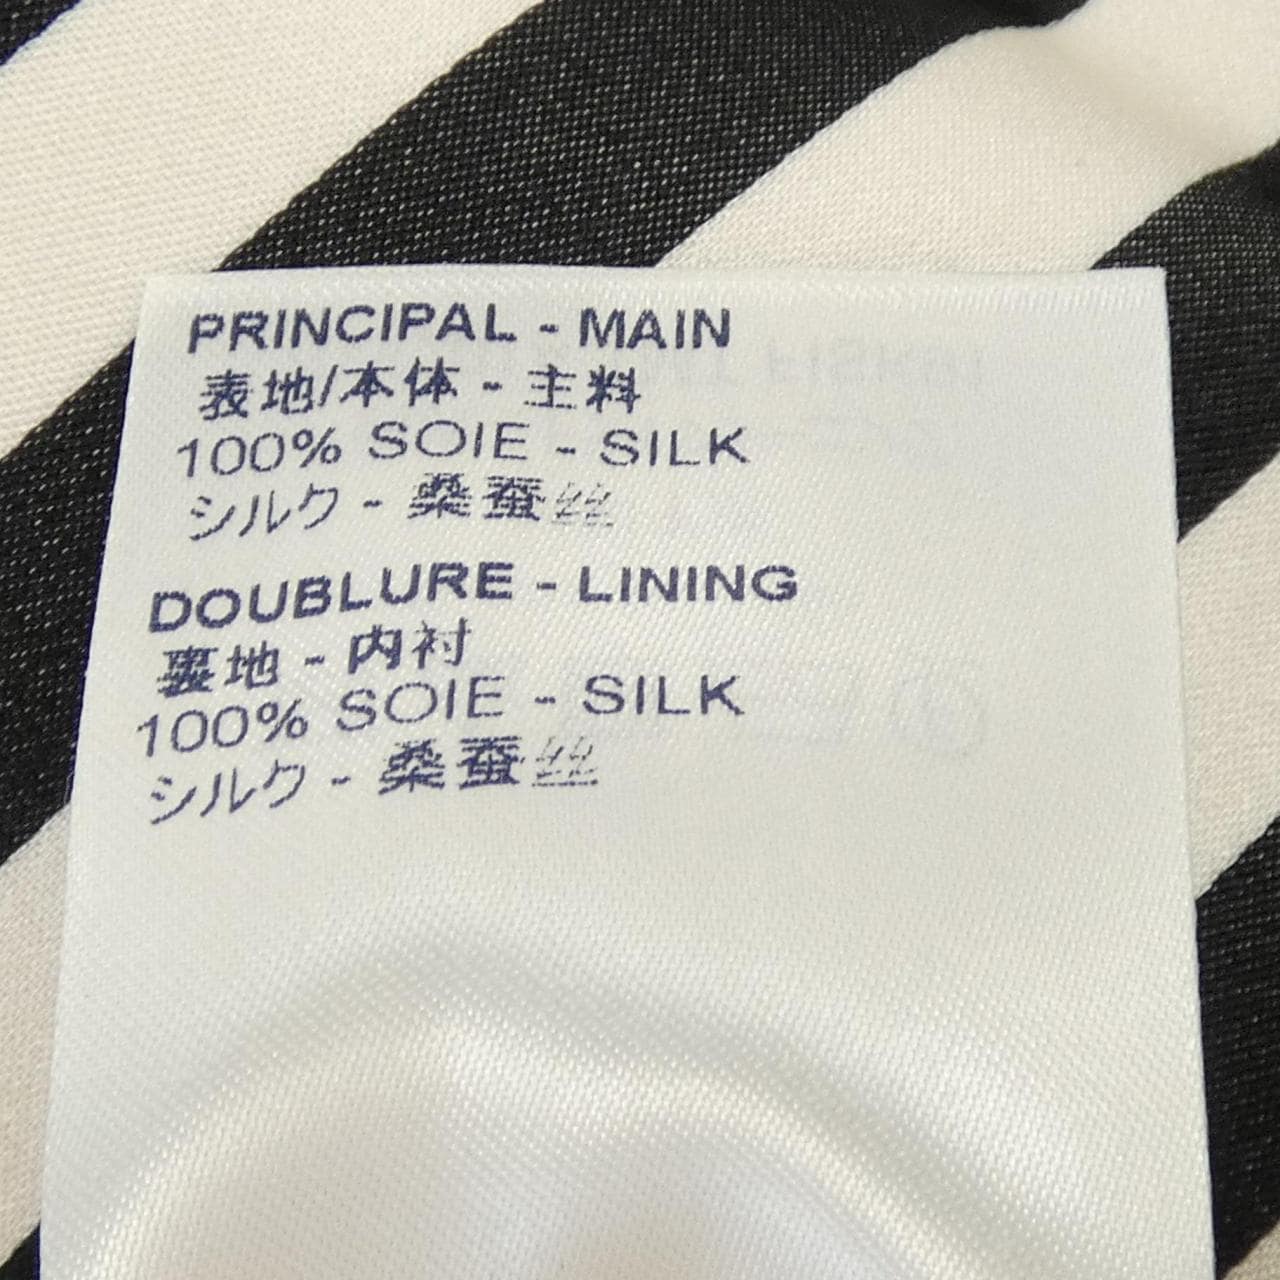 PRINCIPAL - MAIN
表地/本体 - 主料
100% SOIE - SILK
シルク - 桑蚕丝
DOUBLURE - LINING
裏地 - 内衬
100% SOIE - SILK
シルク - 桑蚕丝